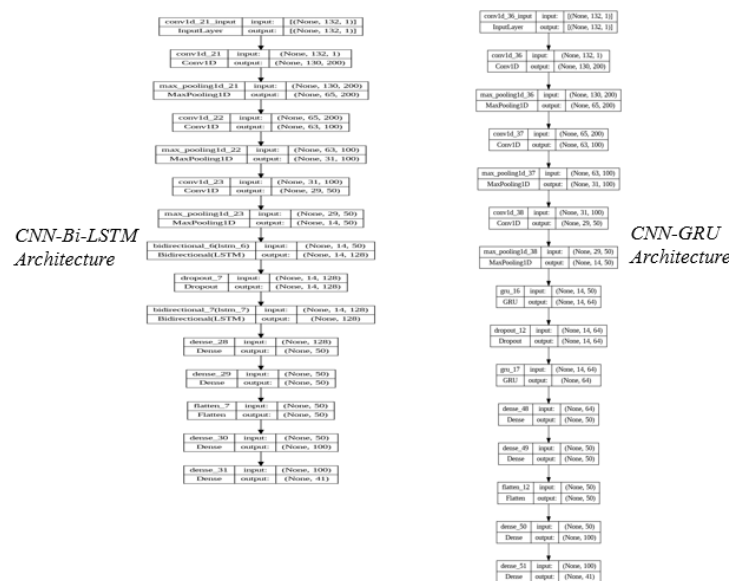 conv1d_21_input input: [(None, 132, 1)]
InputLayer output: [(None, 132, 1)]
conv1d_21 input: (None, 132, 1)
Conv1D output: (None, 130, 200)
max_pooling1d_21 input: (None, 130, 200)
MaxPooling1D output: (None, 65, 200)
conv1d_22 input: (None, 65, 200)
Conv1D output: (None, 63, 100)
max_pooling1d_22 input: (None, 63, 100)
MaxPooling1D output: (None, 31, 100)
conv1d_23 input: (None, 31, 100)
Conv1D output: (None, 29, 50)
max_pooling1d_23 input: (None, 29, 50)
MaxPooling1D output: (None, 14, 50)
CNN-Bi-LSTM
Architecture
bidirectional_6(lstm_6) input: (None, 14, 50)
Bidirectional(LSTM) output: (None, 14, 128)
dropout_7 input: (None, 14, 128)
Dropout output: (None, 14, 128)
bidirectional_7(lstm_7) input: (None, 14, 128)
Bidirectional(LSTM) output: (None, 128)
dense_28 input: (None, 128)
Dense output: (None, 50)
dense_29 input: (None, 50)
Dense output: (None, 50)
flatten_7 input: (None, 50)
Flatten output: (None, 50)
dense_30 input: (None, 50)
Dense output: (None, 100)
dense_31 input: (None, 100)
Dense output: (None, 41)
conv1d_36_input input: [(None, 132, 1)]
InputLayer output: [(None, 132, 1)]
conv1d_36 input: (None, 132, 1)
Conv1D output: (None, 130, 200)
max_pooling1d_36 input: (None, 130, 200)
MaxPooling1D output: (None, 65, 200)
conv1d_37 input: (None, 65, 200)
Conv1D output: (None, 63, 100)
max_pooling1d_37 input: (None, 63, 100)
MaxPooling1D output: (None, 31, 100)
conv1d_38 input: (None, 31, 100)
Conv1D output: (None, 29, 50)
CNN-GRU
Architecture
max_pooling1d_38 input: (None, 29, 50)
MaxPooling1D output: (None, 14, 50)
gru_16 input: (None, 14, 50)
GRU output: (None, 14, 64)
dropout_12 input: (None, 14, 64)
Dropout output: (None, 14, 64)
gru_17 input: (None, 14, 64)
GRU output: (None, 64)
dense_48 input: (None, 64)
Dense output: (None, 50)
dense_49 input: (None, 50)
Dense output: (None, 50)
flatten_12 input: (None, 50)
Flatten output: (None, 50)
dense_50 input: (None, 50)
Dense output: (None, 100)
dense_51 input: (None, 100)
Dense output: (None, 41)